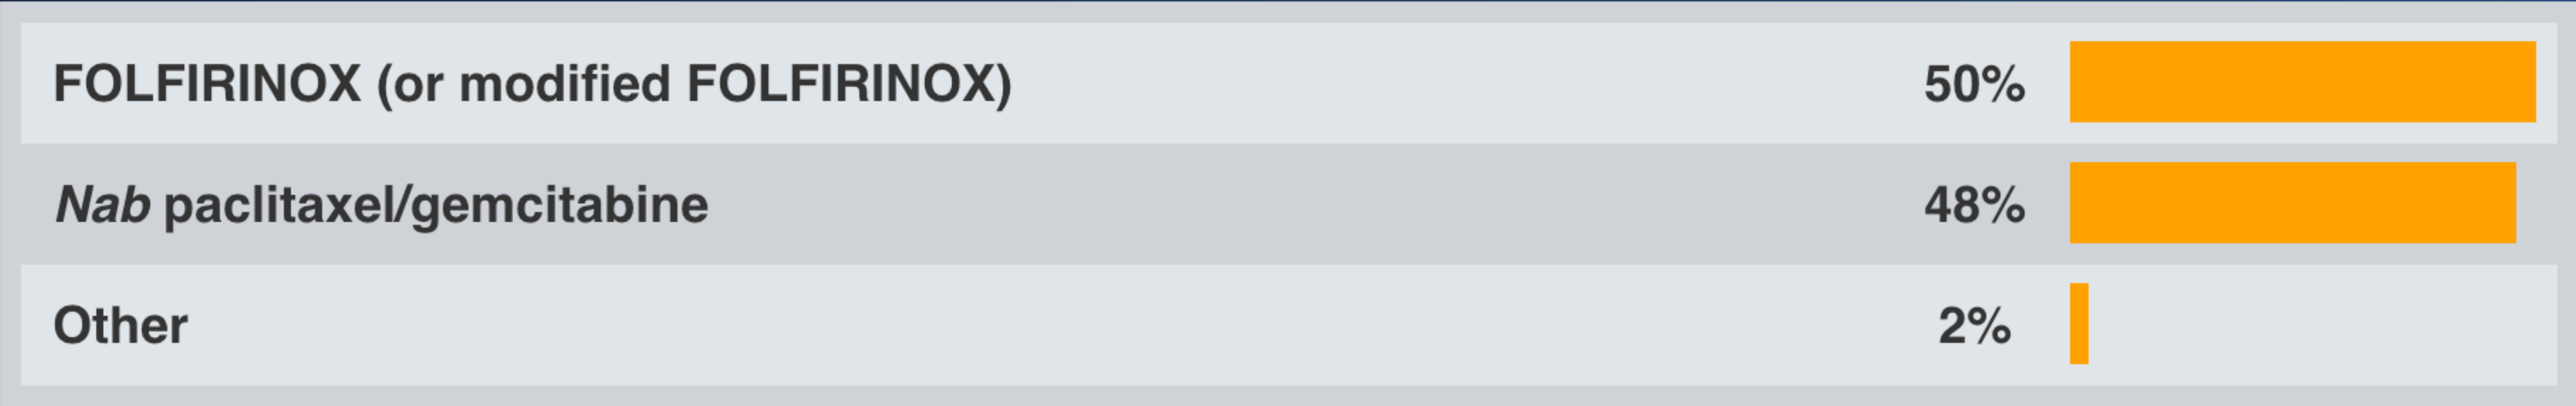 FOLFIRINOX (or modified FOLFIRINOX) 50%
Nab paclitaxel/gemcitabine 48%
Other 2%